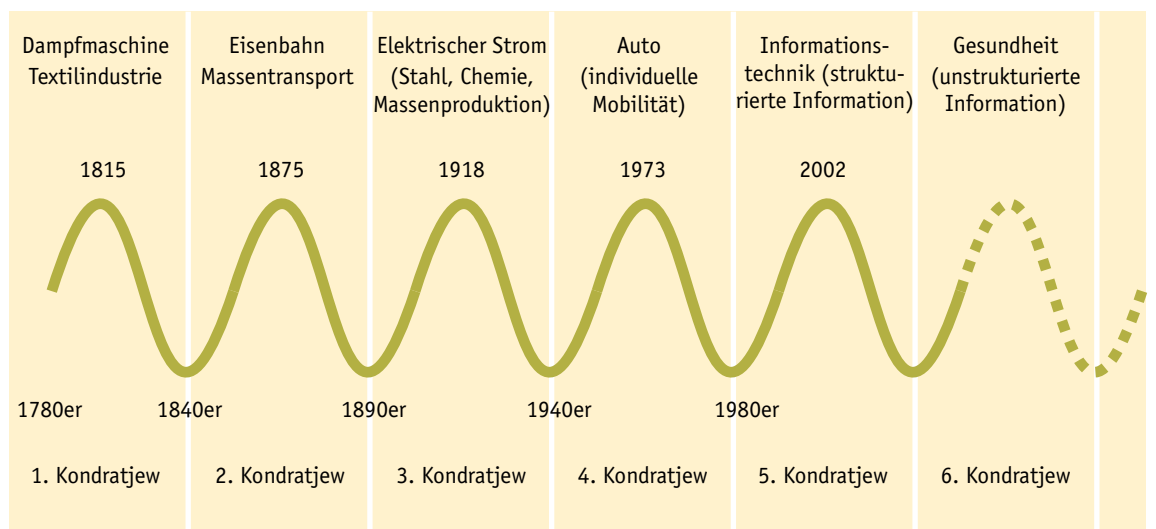 Dampfmaschine
Textilindustrie
Eisenbahn
Massentransport
Elektrischer Strom
(Stahl, Chemie,
Massenproduktion)
Auto
(individuelle
Mobilität)
Informations-
technik (struktu-
rierte Information)
Gesundheit
(unstrukturierte
Information)
1815
1875
1918
1973
2002
1780er
1840er
1890er
1940er
1980er
1. Kondratjew
2. Kondratjew
3. Kondratjew
4. Kondratjew
5. Kondratjew
6. Kondratjew